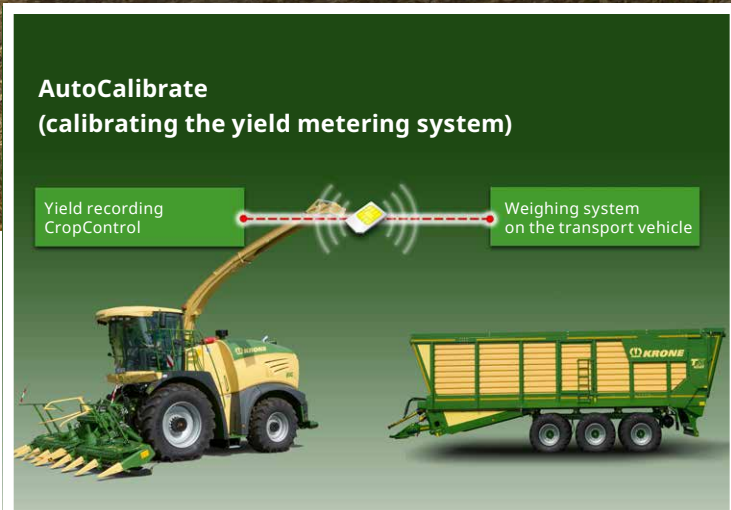 AutoCalibrate
(calibrating the yield metering system)
Yield recording
CropControl
Weighing system
on the transport vehicle
KRONE
KRONE